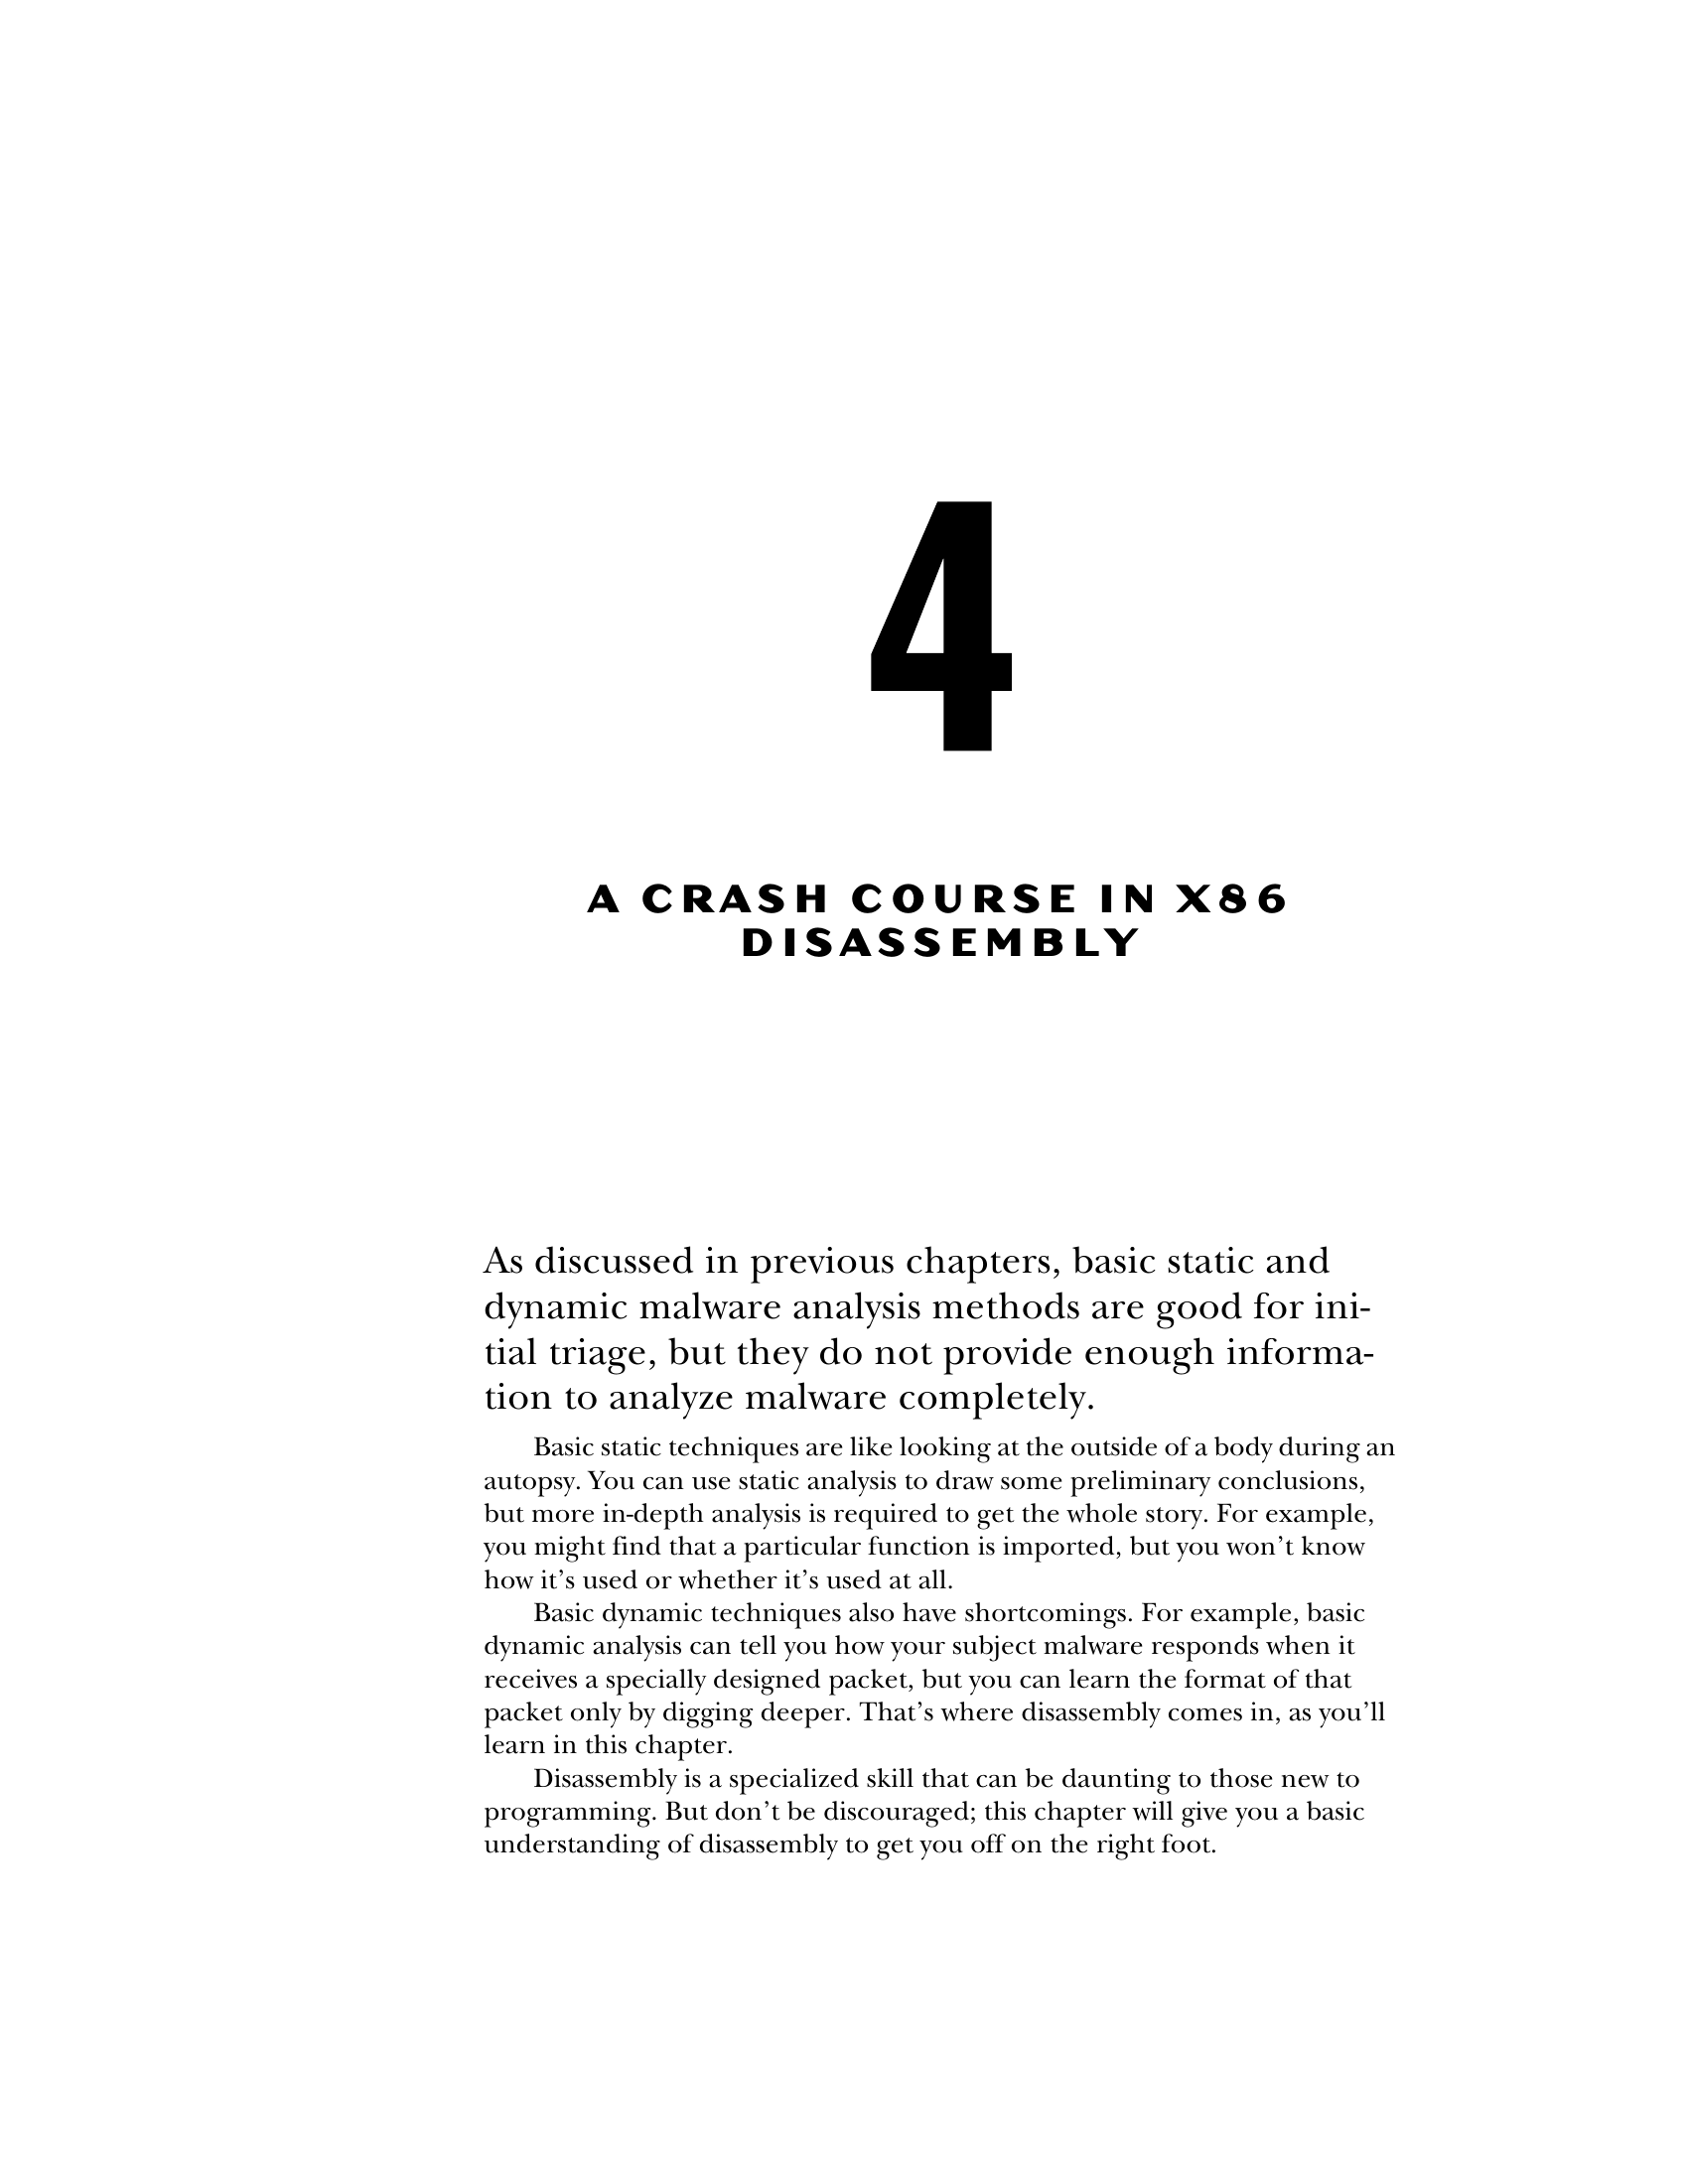 4
A CRASH COURSE IN X86
DISASSEMBLY
As discussed in previous chapters, basic static and
dynamic malware analysis methods are good for ini-
tial triage, but they do not provide enough informa-
tion to analyze malware completely.
Basic static techniques are like looking at the outside of a body during an
autopsy. You can use static analysis to draw some preliminary conclusions,
but more in-depth analysis is required to get the whole story. For example,
you might find that a particular function is imported, but you won’t know
how it’s used or whether it’s used at all.
Basic dynamic techniques also have shortcomings. For example, basic
dynamic analysis can tell you how your subject malware responds when it
receives a specially designed packet, but you can learn the format of that
packet only by digging deeper. That’s where disassembly comes in, as you’ll
learn in this chapter.
Disassembly is a specialized skill that can be daunting to those new to
programming. But don’t be discouraged; this chapter will give you a basic
understanding of disassembly to get you off on the right foot.